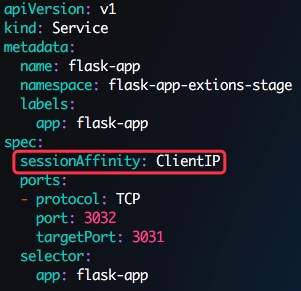 apiVersion: v1
kind: Service
metadata:
  name: flask-app
  namespace: flask-app-extions-stage
  labels:
    app: flask-app
spec:
  sessionAffinity: ClientIP
  ports:
  - protocol: TCP
    port: 3032
    targetPort: 3031
  selector:
    app: flask-app